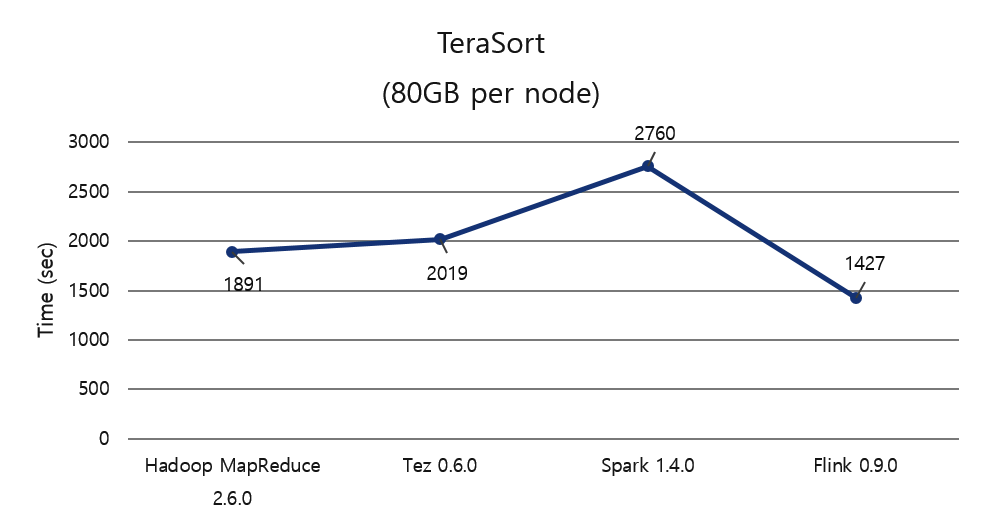 TeraSort
(80GB per node)
3000
2500
2000
1500
1000
500
0
Time (sec)
1891
2019
2760
1427
Hadoop MapReduce
2.6.0
Tez 0.6.0
Spark 1.4.0
Flink 0.9.0